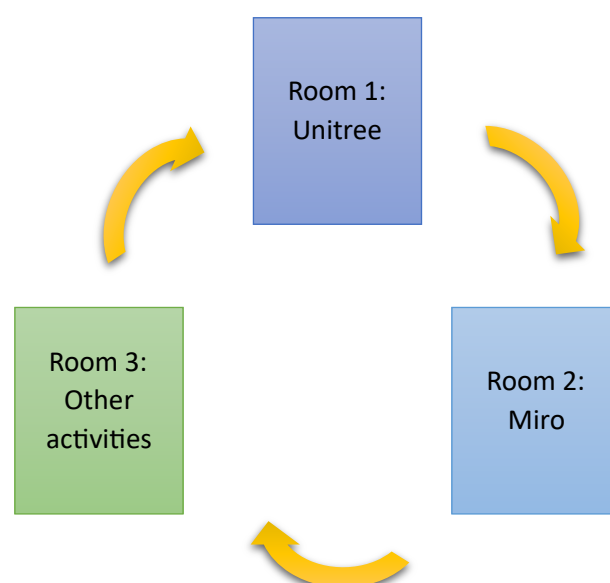 Room 1:
Unitree
Room 2:
Miro
Room 3:
Other
activities